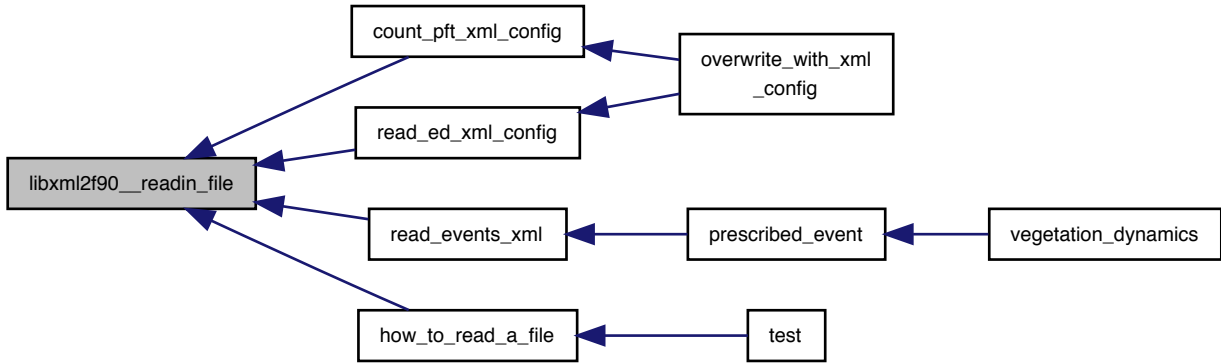 count_pft_xml_config
overwrite_with_xml
_config
read_ed_xml_config
libxml2f90__readin_file
read_events_xml
prescribed_event
vegetation_dynamics
how_to_read_a_file
test